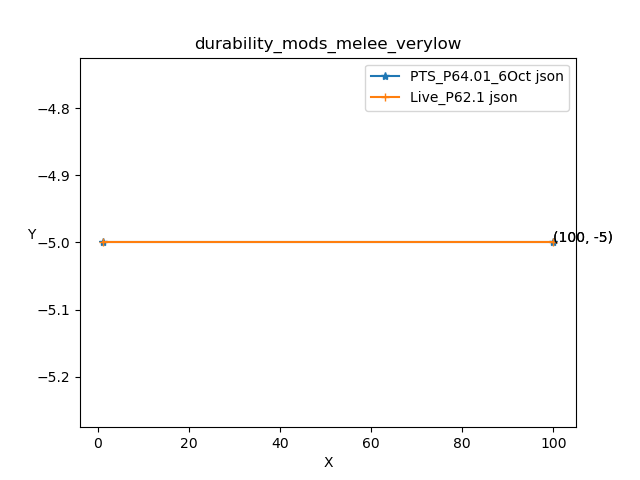 durability_mods_melee_verylow
PTS_P64.01_6Oct json
Live_P62.1 json
−4.8
−4.9
Y
−5.0
(100, -5)
−5.1
−5.2
0
20
40
60
80
100
X